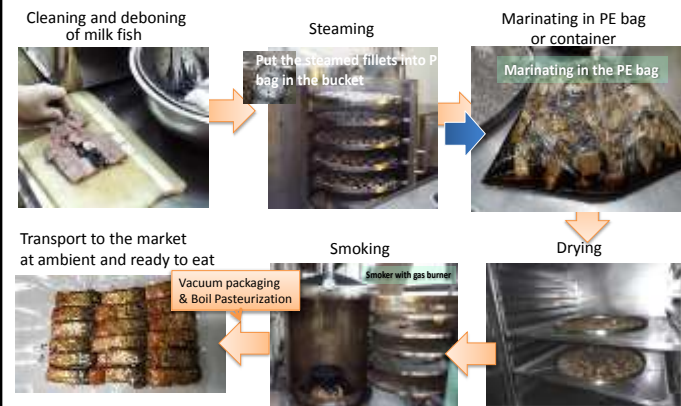 Cleaning and deboning
of milk fish
Steaming
Marinating in PE bag
or container
Put the steamed fillets into P
bag in the bucket
Marinating in the PE bag
Transport to the market
at ambient and ready to eat
Smoking
Drying
Vacuum packaging
& Boil Pasteurization
Smoker with gas burner